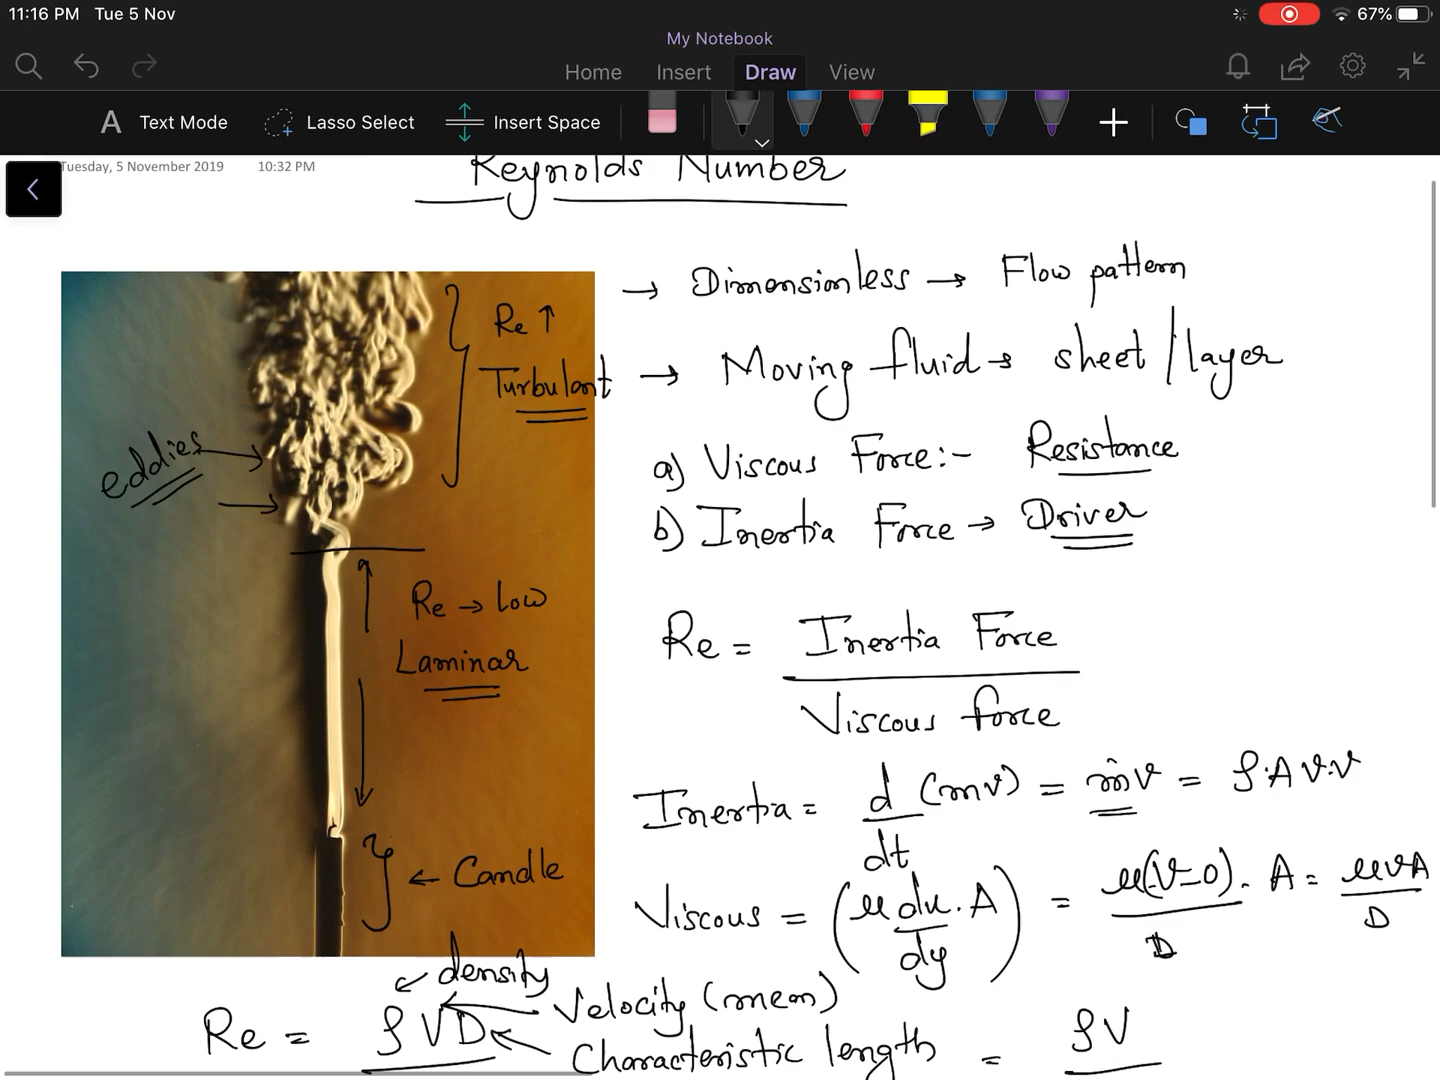 11:16 PM Tue 5 Nov 67%
My Notebook
Home Insert Draw View
A Text Mode Lasso Select Insert Space
Tuesday, 5 November 2019 10:32 PM
Reynolds Number
→ Dimensionless → Flow pattern
→ Moving fluid → sheet/layer
a) Viscous Force:- Resistance
b) Inertia Force → Driver
Re = Inertia Force
Viscous force
Inertia = d/dt (mv) = ṁv = ρ·A v·v
Viscous = (μ du/dy . A) = μ(V-0)/D . A = μvA/D
Re ↑
Turbulant
eddies
Re → Low
Laminar
← Candle
density
Velocity (mean)
Characteristic length
Re = ρVD = ρV